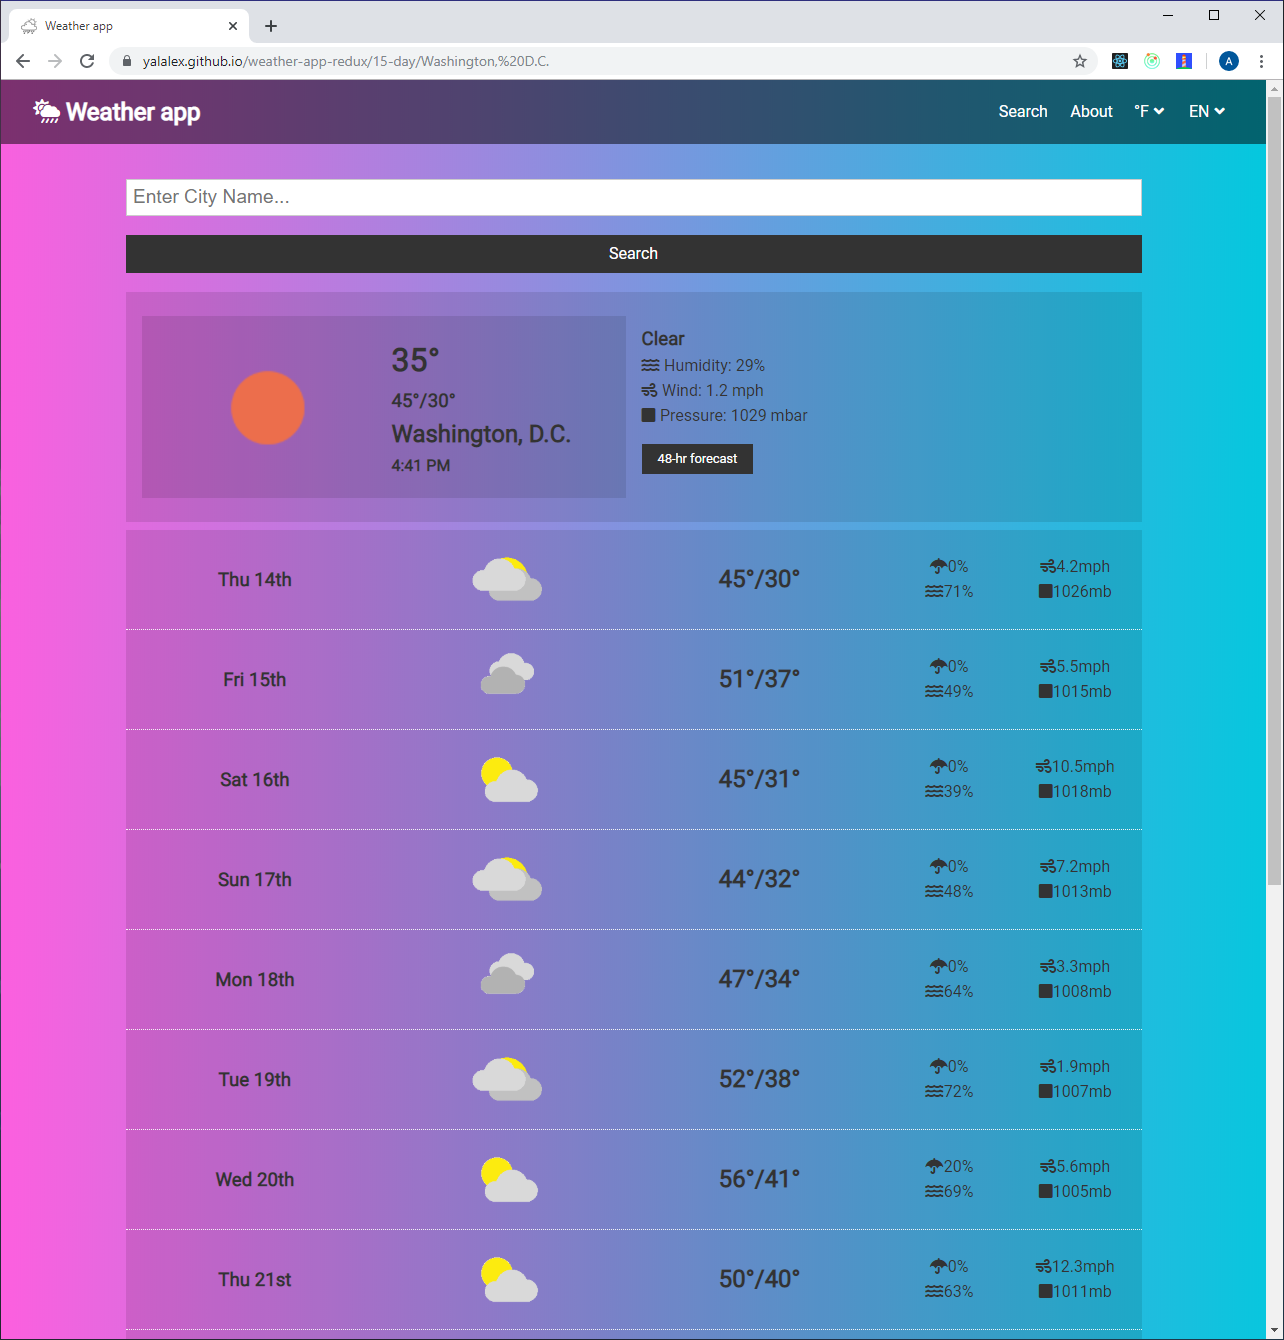 Weather app
yalalex.github.io/weather-app-redux/15-day/Washington,%20D.C.
A
Weather app
Search About °F EN
Enter City Name...
Search
35°
45°/30°
Washington, D.C.
4:41 PM
Clear
Humidity: 29%
Wind: 1.2 mph
Pressure: 1029 mbar
48-hr forecast
Thu 14th 45°/30° 0% 4.2mph
71% 1026mb
Fri 15th 51°/37° 0% 5.5mph
49% 1015mb
Sat 16th 45°/31° 0% 10.5mph
39% 1018mb
Sun 17th 44°/32° 0% 7.2mph
48% 1013mb
Mon 18th 47°/34° 0% 3.3mph
64% 1008mb
Tue 19th 52°/38° 0% 1.9mph
72% 1007mb
Wed 20th 56°/41° 20% 5.6mph
69% 1005mb
Thu 21st 50°/40° 0% 12.3mph
63% 1011mb